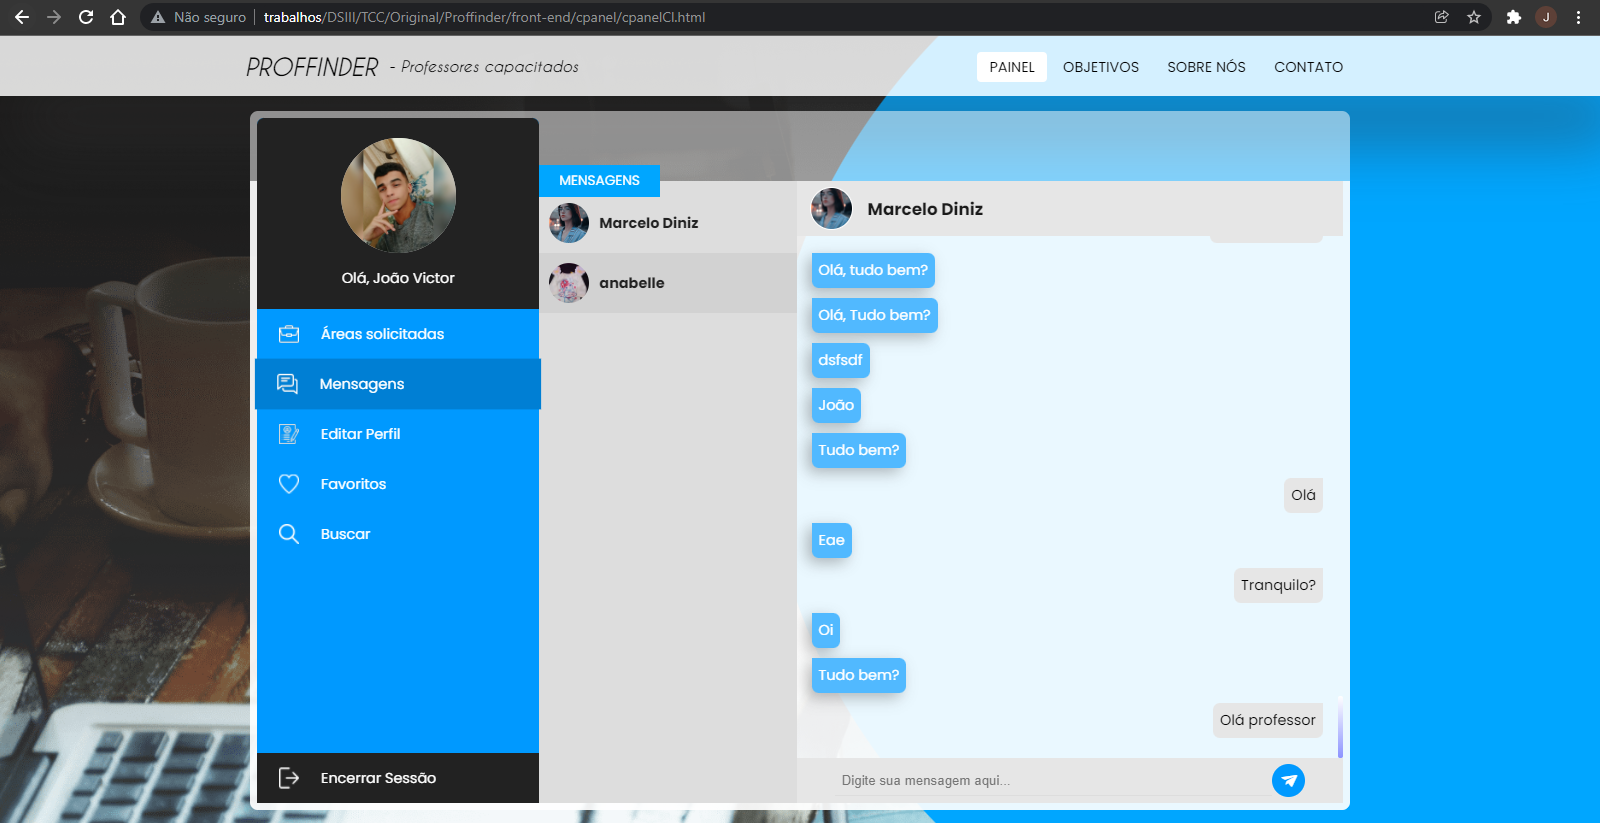 Não seguro
trabalhos/DSIII/TCC/Original/Proffinder/front-end/cpanel/cpanelCl.html
J
PROFFINDER - Professores capacitados
PAINEL
OBJETIVOS
SOBRE NÓS
CONTATO
Olá, João Victor
Áreas solicitadas
Mensagens
Editar Perfil
Favoritos
Buscar
Encerrar Sessão
MENSAGENS
Marcelo Diniz
anabelle
Marcelo Diniz
Olá, tudo bem?
Olá, Tudo bem?
dsfsdf
João
Tudo bem?
Olá
Eae
Tranquilo?
Oi
Tudo bem?
Olá professor
Digite sua mensagem aqui...